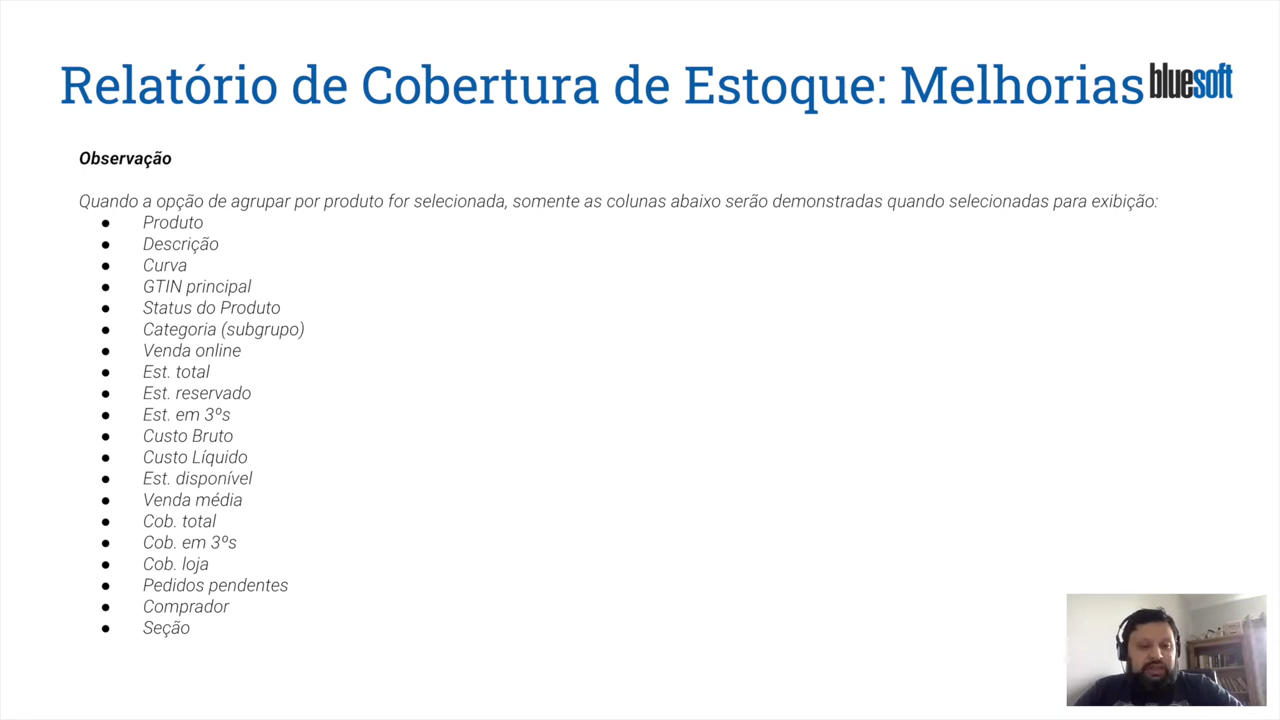 Relatório de Cobertura de Estoque: Melhorias
bluesoft
Observação
Quando a opção de agrupar por produto for selecionada, somente as colunas abaixo serão demonstradas quando selecionadas para exibição:
● Produto
● Descrição
● Curva
● GTIN principal
● Status do Produto
● Categoria (subgrupo)
● Venda online
● Est. total
● Est. reservado
● Est. em 3ºs
● Custo Bruto
● Custo Líquido
● Est. disponível
● Venda média
● Cob. total
● Cob. em 3ºs
● Cob. loja
● Pedidos pendentes
● Comprador
● Seção